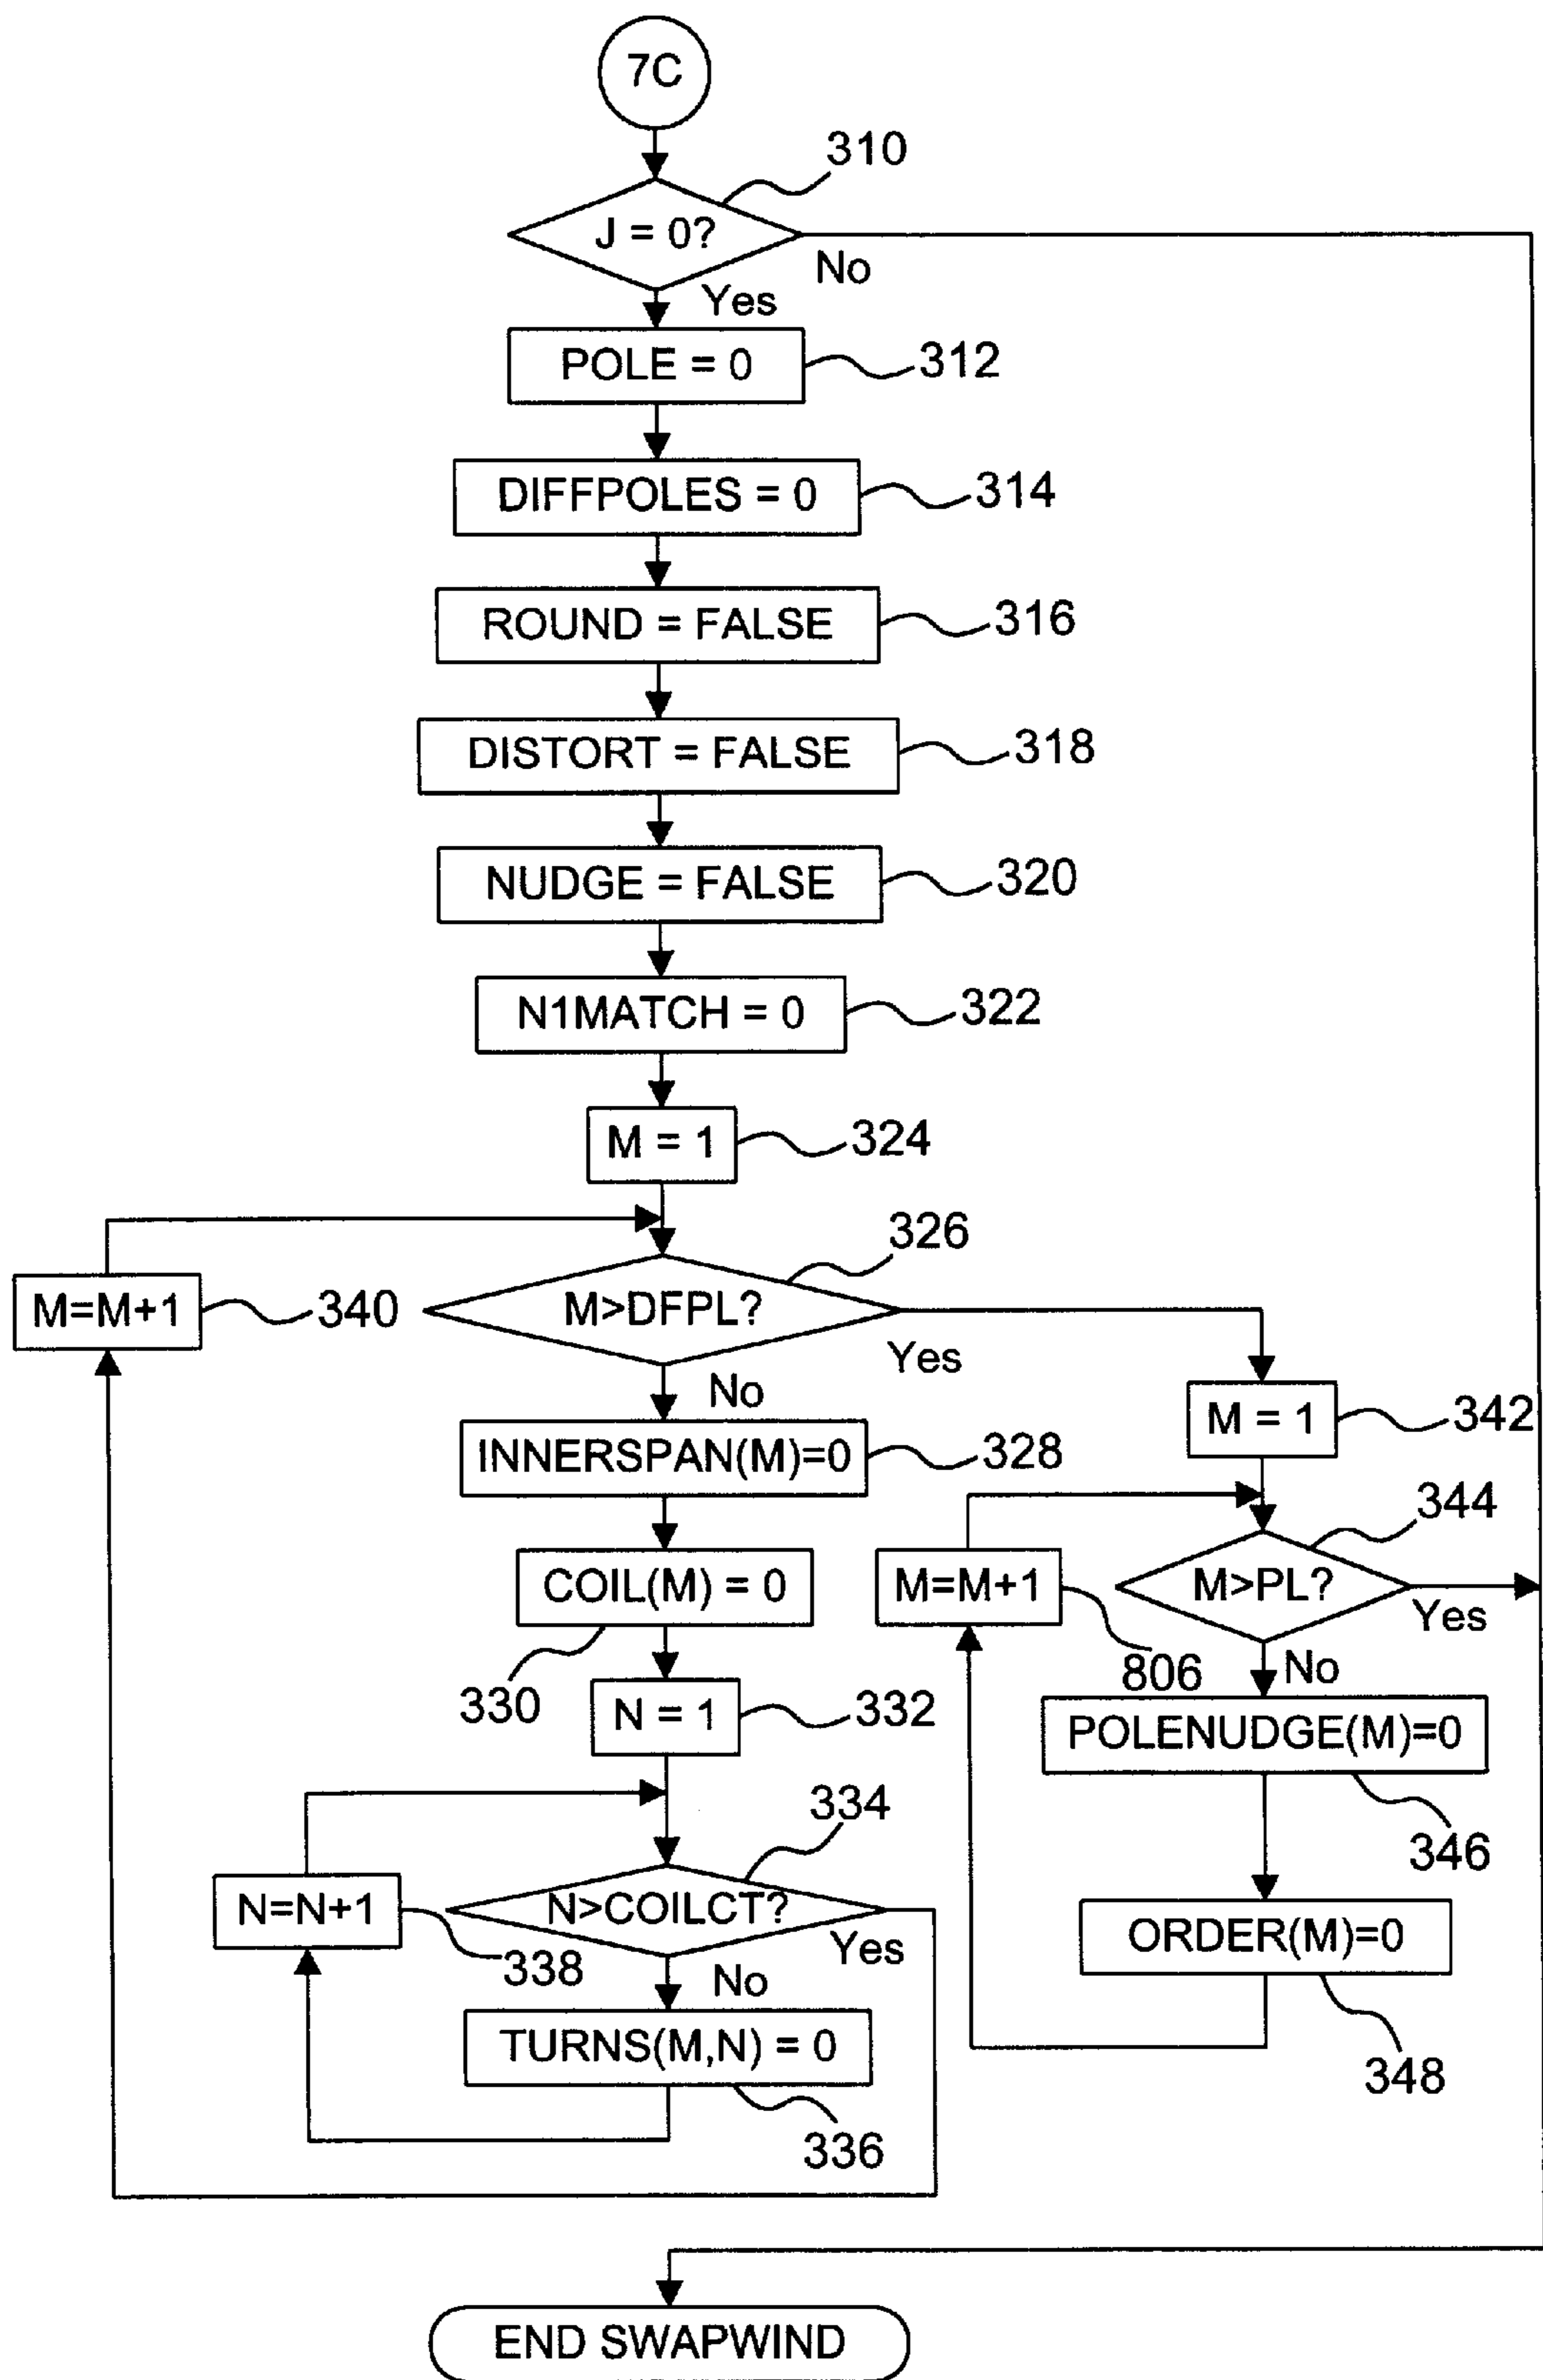 7C
310
J = 0?
No
Yes
POLE = 0
312
DIFFPOLES = 0
314
ROUND = FALSE
316
DISTORT = FALSE
318
NUDGE = FALSE
320
N1MATCH = 0
322
M = 1
324
326
M=M+1
340
M>DFPL?
Yes
No
M = 1
342
INNERSPAN(M)=0
328
344
COIL(M) = 0
330
M=M+1
806
M>PL?
Yes
No
N = 1
332
POLENUDGE(M)=0
346
334
N=N+1
338
N>COILCT?
Yes
No
ORDER(M)=0
348
TURNS(M,N) = 0
336
END SWAPWIND